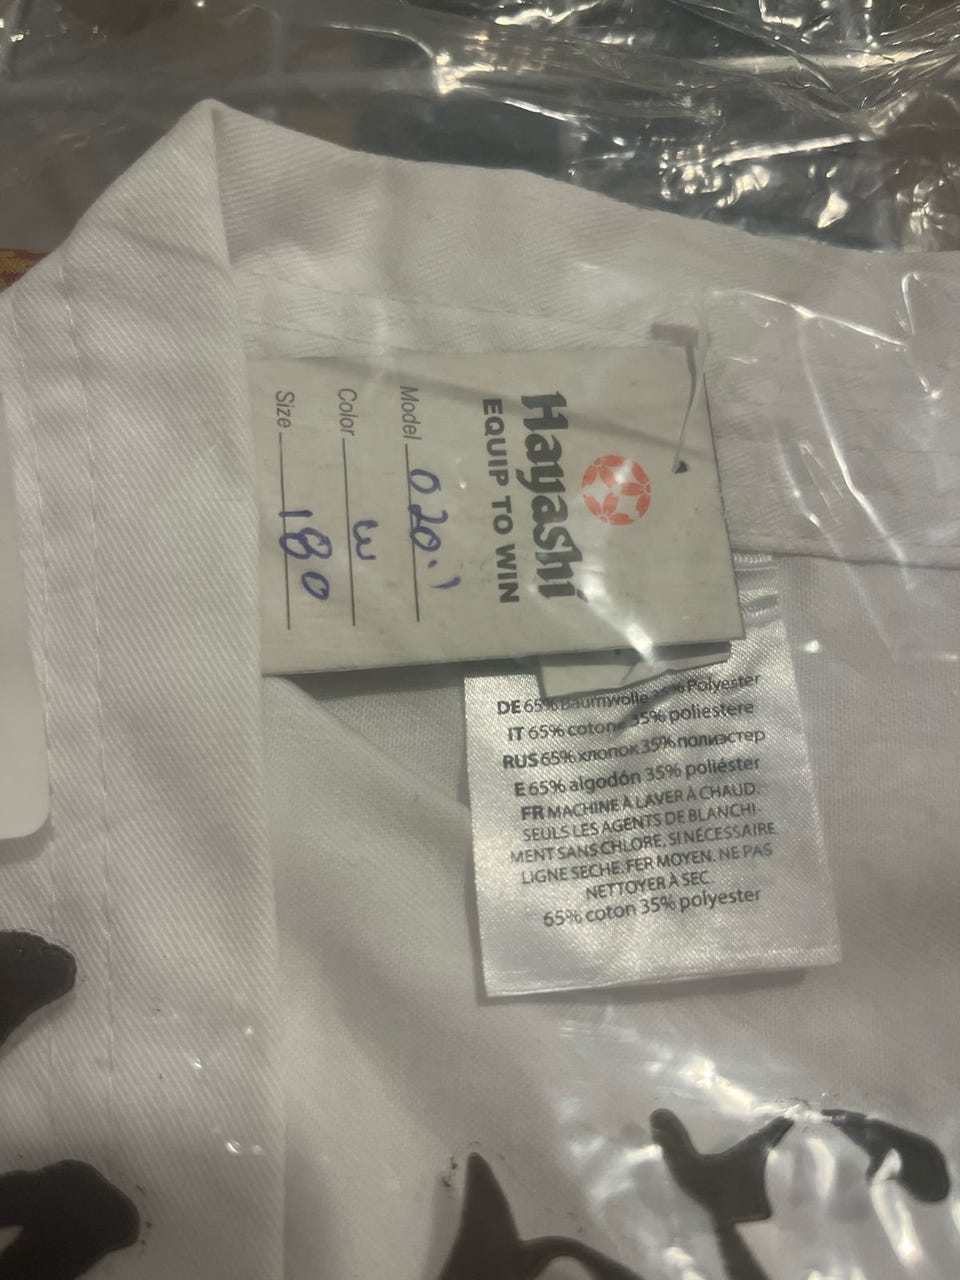 Hayashi
EQUIP TO WIN
Model 020.1
Color W
Size 180
DE 65% Baumwolle 35% Polyester
IT 65% cotone 35% poliestere
RUS 65% хлопок 35% полиэстер
E 65% algodón 35% poliéster
FR MACHINE À LAVER À CHAUD.
SEULS LES AGENTS DE BLANCHI-
MENT SANS CHLORE, SI NÉCESSAIRE
LIGNE SECHE. FER MOYEN. NE PAS
NETTOYER À SEC
65% coton 35% polyester